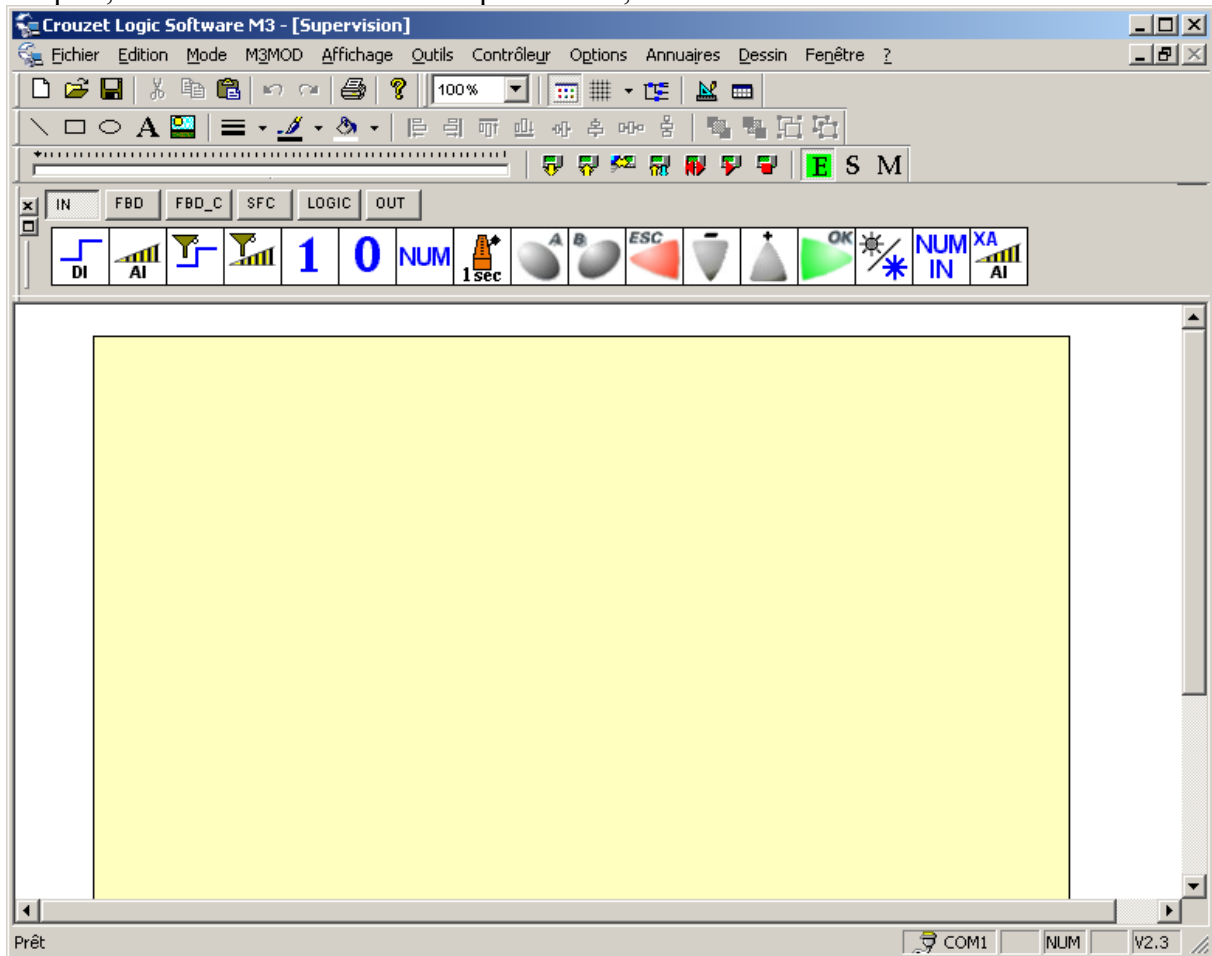 Crouzet Logic Software M3 - [Supervision]
Fichier Edition Mode M3MOD Affichage Outils Contrôleur Options Annuaires Dessin Fenêtre ?
100%
A
E S M
IN FBD FBD_C SFC LOGIC OUT
DI AI 1 0 NUM 1 sec A B ESC - + OK NUM IN XA AI
Prêt COM1 NUM V2.3